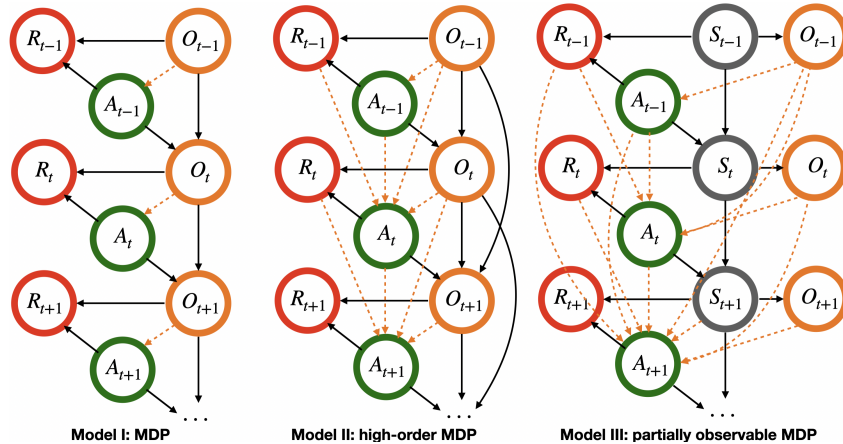 R_{t-1} O_{t-1} R_{t-1} O_{t-1} R_{t-1} S_{t-1} O_{t-1}
A_{t-1} A_{t-1} A_{t-1}
R_t O_t R_t O_t R_t S_t O_t
A_t A_t A_t
R_{t+1} O_{t+1} R_{t+1} O_{t+1} R_{t+1} S_{t+1} O_{t+1}
A_{t+1} A_{t+1} A_{t+1}
... ... ...
Model I: MDP Model II: high-order MDP Model III: partially observable MDP